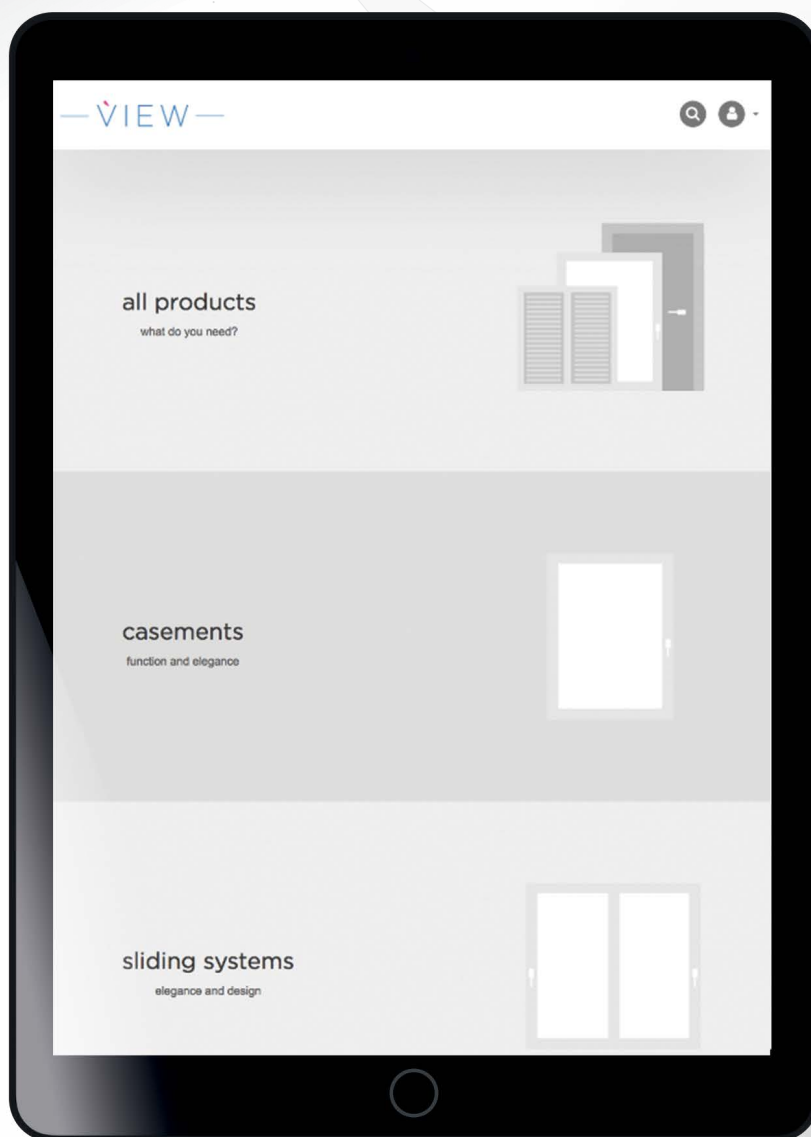 VIEW
all products
what do you need?
casements
function and elegance
sliding systems
elegance and design